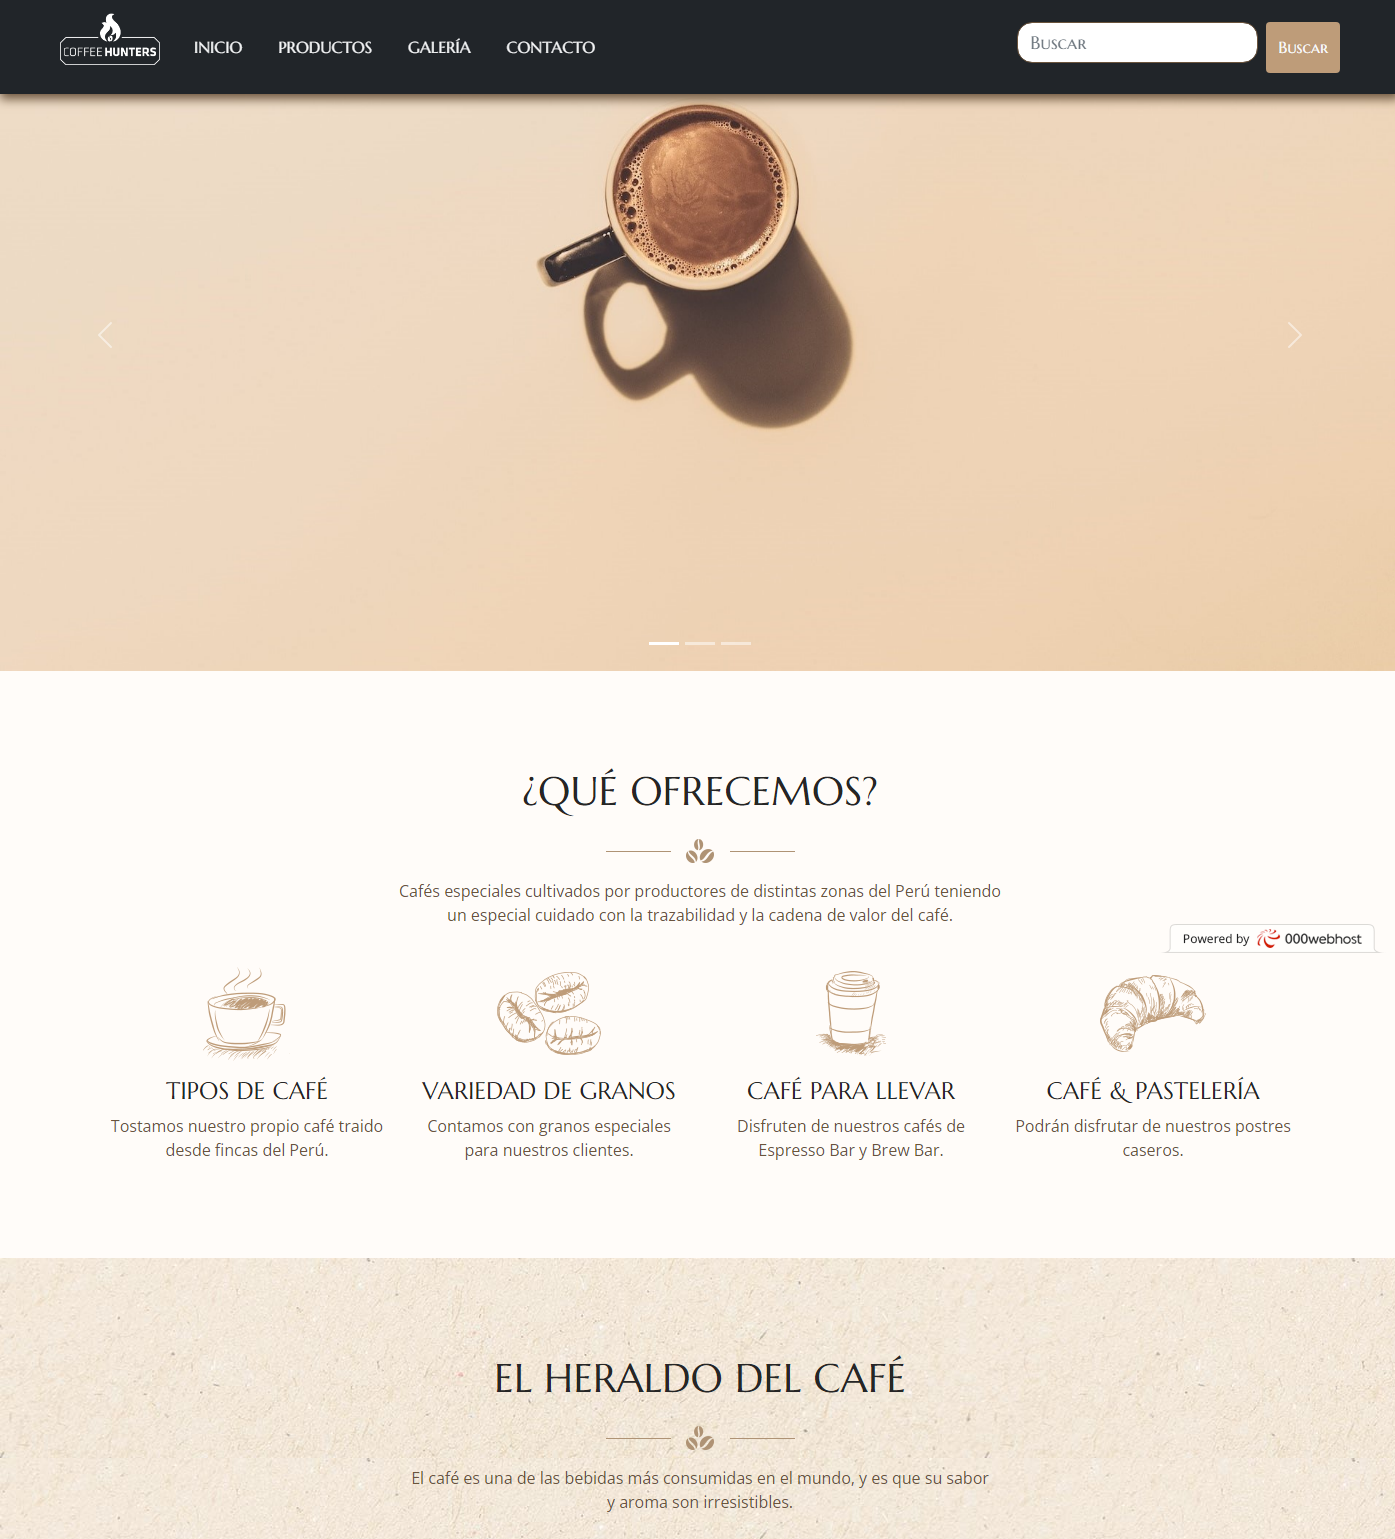 COFFEE HUNTERS
INICIO
PRODUCTOS
GALERÍA
CONTACTO
Buscar
Buscar
¿QUÉ OFRECEMOS?
Cafés especiales cultivados por productores de distintas zonas del Perú teniendo
un especial cuidado con la trazabilidad y la cadena de valor del café.
Powered by 000webhost
TIPOS DE CAFÉ
Tostamos nuestro propio café traido
desde fincas del Perú.
VARIEDAD DE GRANOS
Contamos con granos especiales
para nuestros clientes.
CAFÉ PARA LLEVAR
Disfruten de nuestros cafés de
Espresso Bar y Brew Bar.
CAFÉ & PASTELERÍA
Podrán disfrutar de nuestros postres
caseros.
EL HERALDO DEL CAFÉ
El café es una de las bebidas más consumidas en el mundo, y es que su sabor
y aroma son irresistibles.